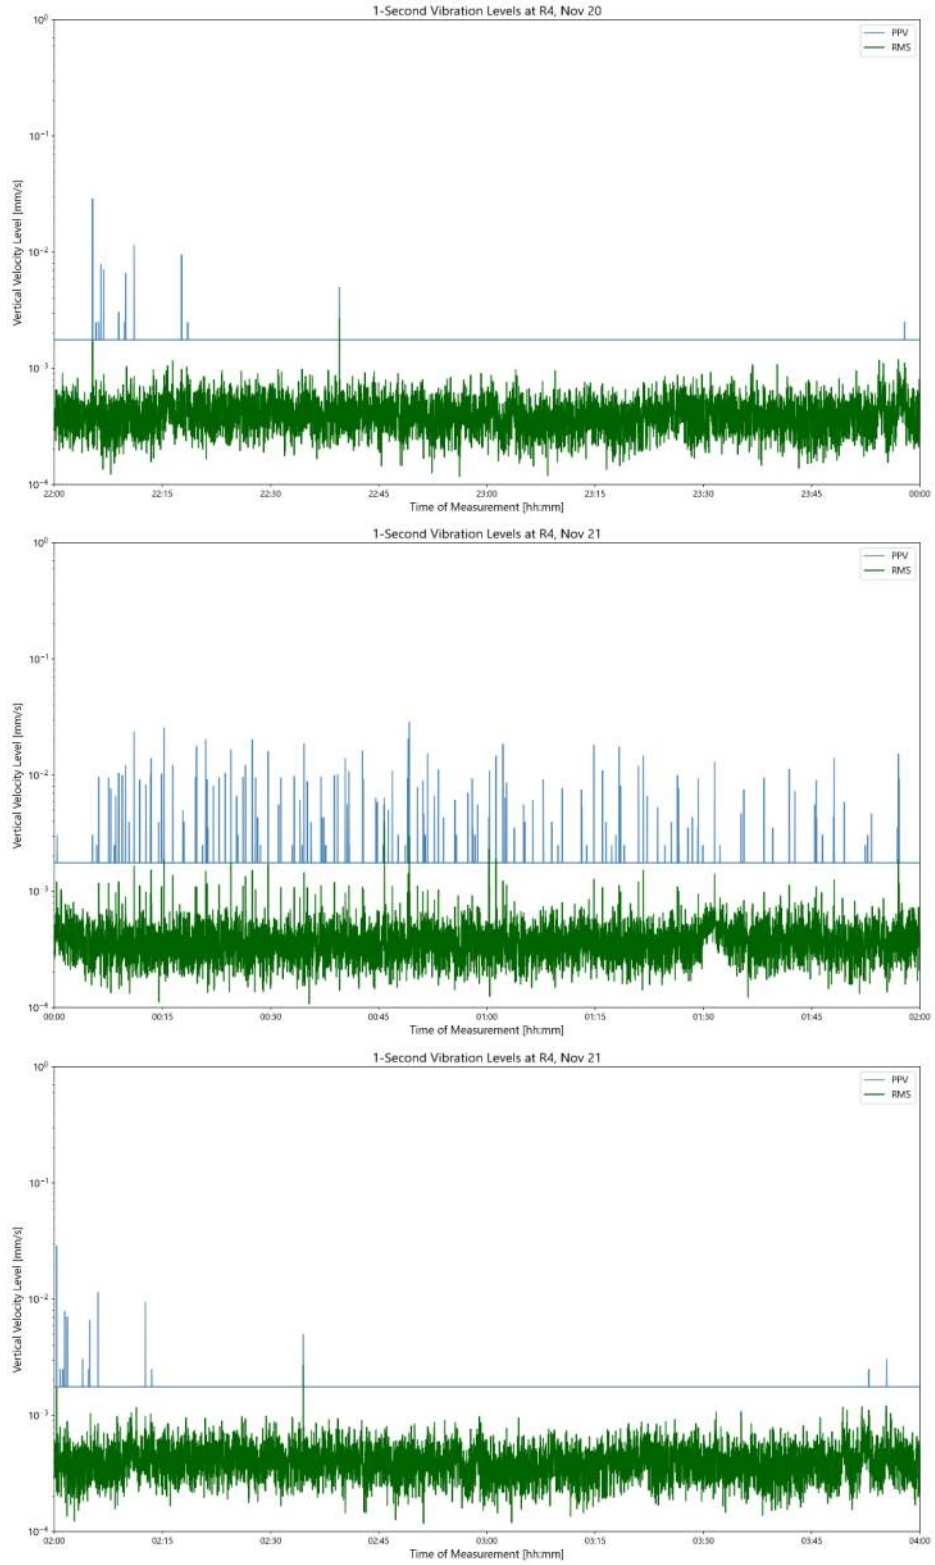 1-Second Vibration Levels at R4, Nov 20
PPV
RMS
10⁰
10⁻¹
10⁻²
10⁻³
10⁻⁴
Vertical Velocity Level [mm/s]
22:00 22:15 22:30 22:45 23:00 23:15 23:30 23:45 00:00
Time of Measurement [hh:mm]
1-Second Vibration Levels at R4, Nov 21
PPV
RMS
10⁰
10⁻¹
10⁻²
10⁻³
10⁻⁴
Vertical Velocity Level [mm/s]
00:00 00:15 00:30 00:45 01:00 01:15 01:30 01:45 02:00
Time of Measurement [hh:mm]
1-Second Vibration Levels at R4, Nov 21
PPV
RMS
10⁰
10⁻¹
10⁻²
10⁻³
10⁻⁴
Vertical Velocity Level [mm/s]
02:00 02:15 02:30 02:45 03:00 03:15 03:30 03:45 04:00
Time of Measurement [hh:mm]